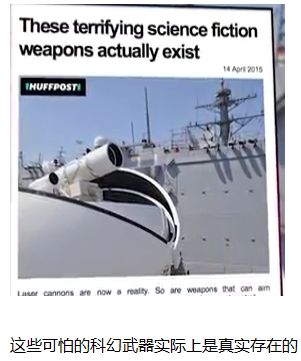 These terrifying science fiction
weapons actually exist
14 April 2015
IHUFFPOSTI
Laser cannons are now a reality. So are weapons that can aim
这些可怕的科幻武器实际上是真实存在的